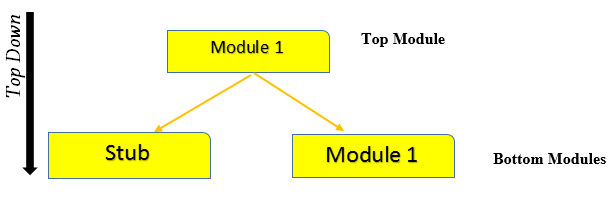 Top Down
Module 1
Top Module
Stub
Module 1
Bottom Modules